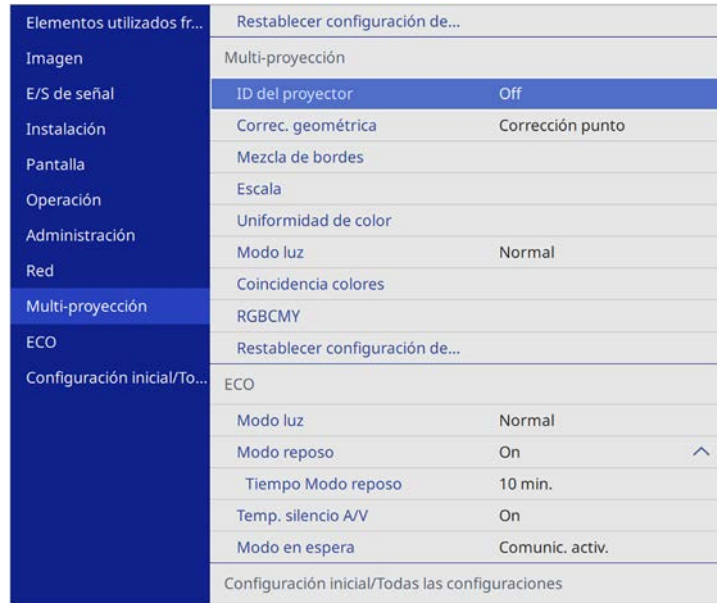 Elementos utilizados fr...
Imagen
E/S de señal
Instalación
Pantalla
Operación
Administración
Red
Multi-proyección
ECO
Configuración inicial/To...
Restablecer configuración de...
Multi-proyección
ID del proyector Off
Correc. geométrica Corrección punto
Mezcla de bordes
Escala
Uniformidad de color
Modo luz Normal
Coincidencia colores
RGBCMY
Restablecer configuración de...
ECO
Modo luz Normal
Modo reposo On
Tiempo Modo reposo 10 min.
Temp. silencio A/V On
Modo en espera Comunic. activ.
Configuración inicial/Todas las configuraciones